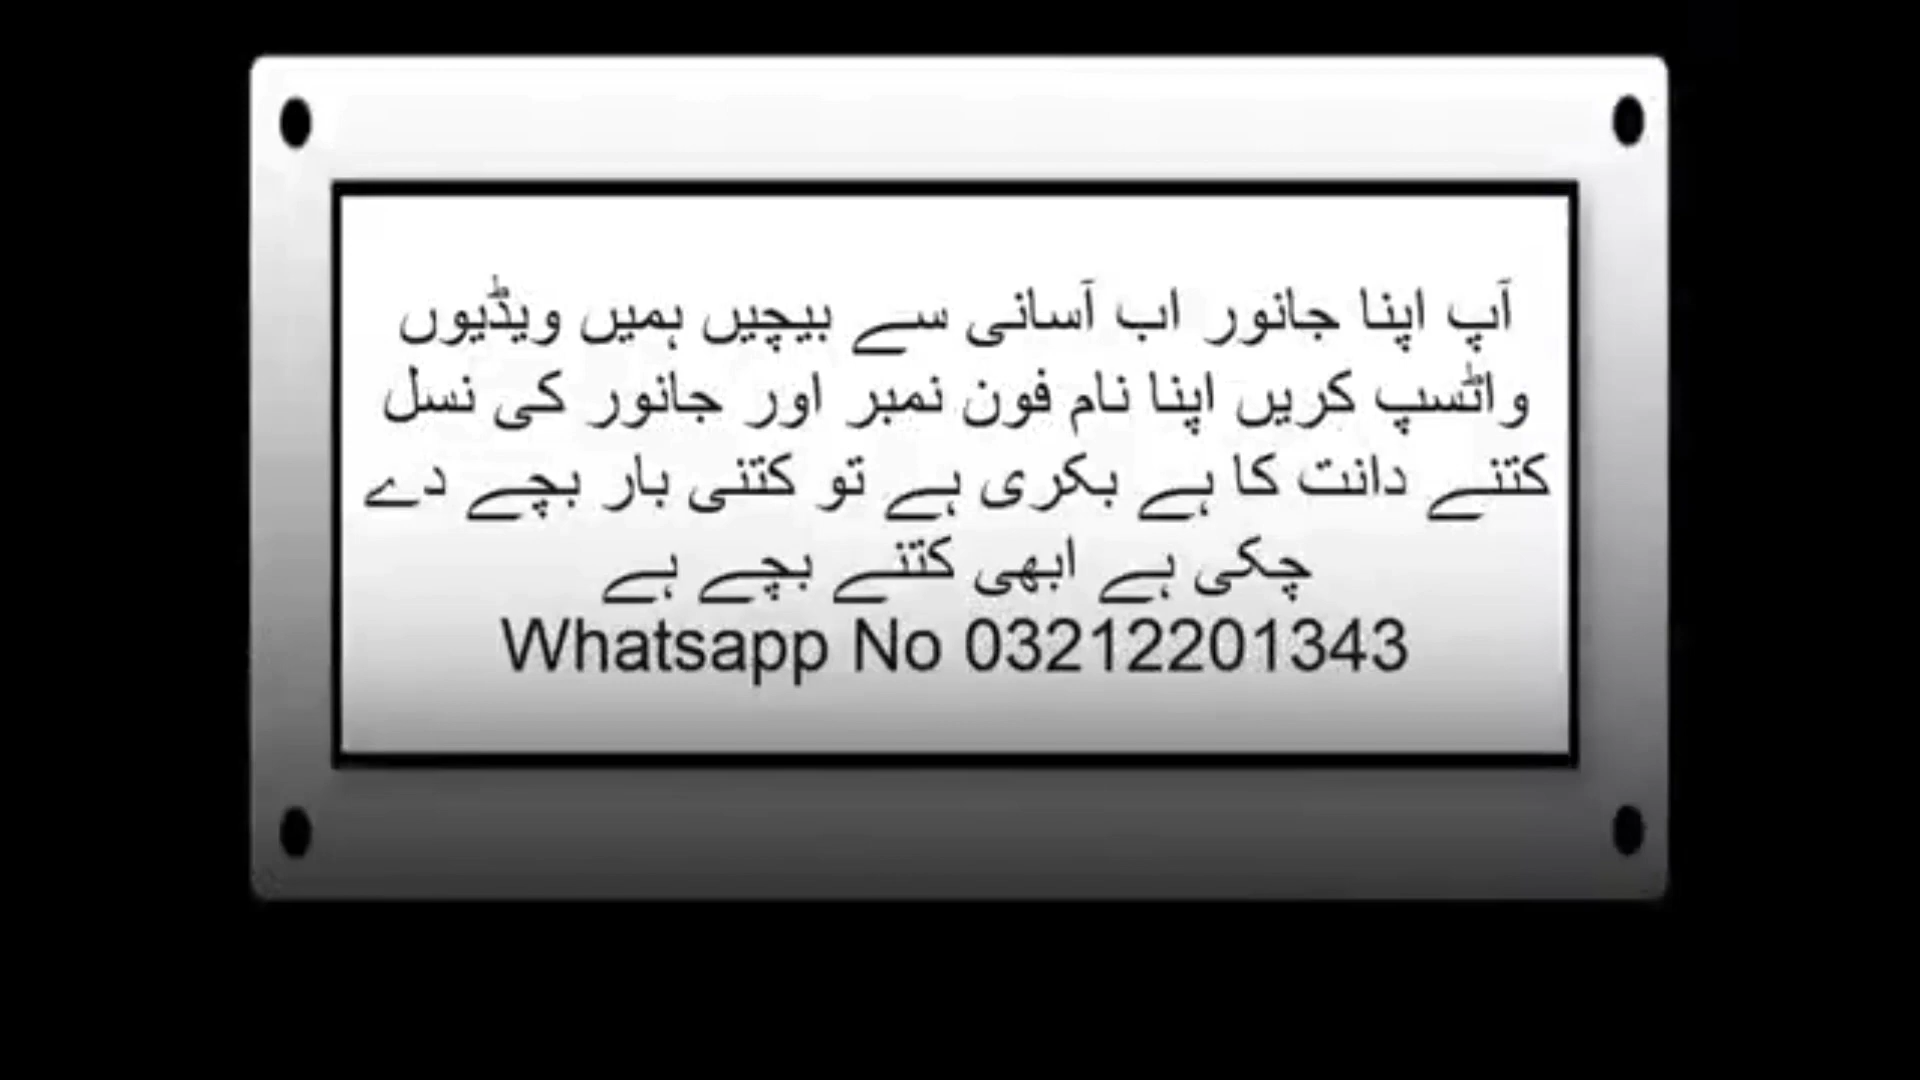 آپ اپنا جانور اب آسانی سے بیچیں ہمیں ویڈیوں
واٹسپ کریں اپنا نام فون نمبر اور جانور کی نسل
کتنے دانت کا ہے بکری ہے تو کتنی بار بچے دے
چکی ہے ابھی کتنے بچے ہے
Whatsapp No 03212201343